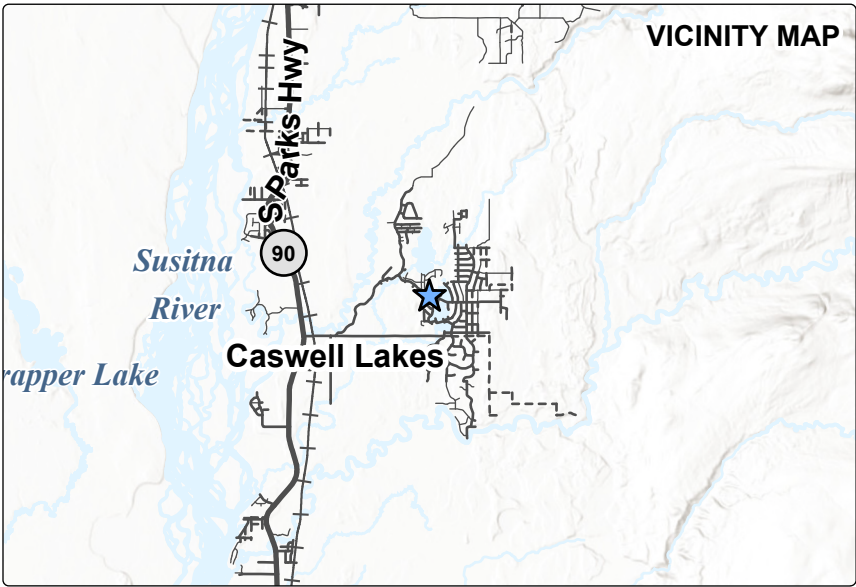 VICINITY MAP
S Parks Hwy
90
Susitna
River
rapper Lake
Caswell Lakes